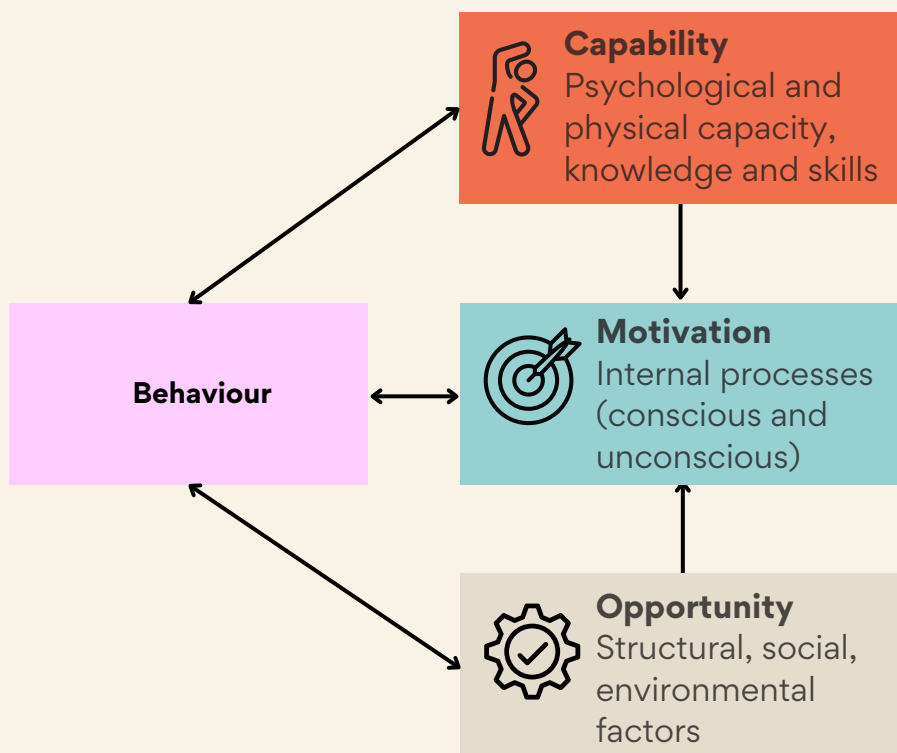 Capability
Psychological and
physical capacity,
knowledge and skills
Behaviour
Motivation
Internal processes
(conscious and
unconscious)
Opportunity
Structural, social,
environmental
factors